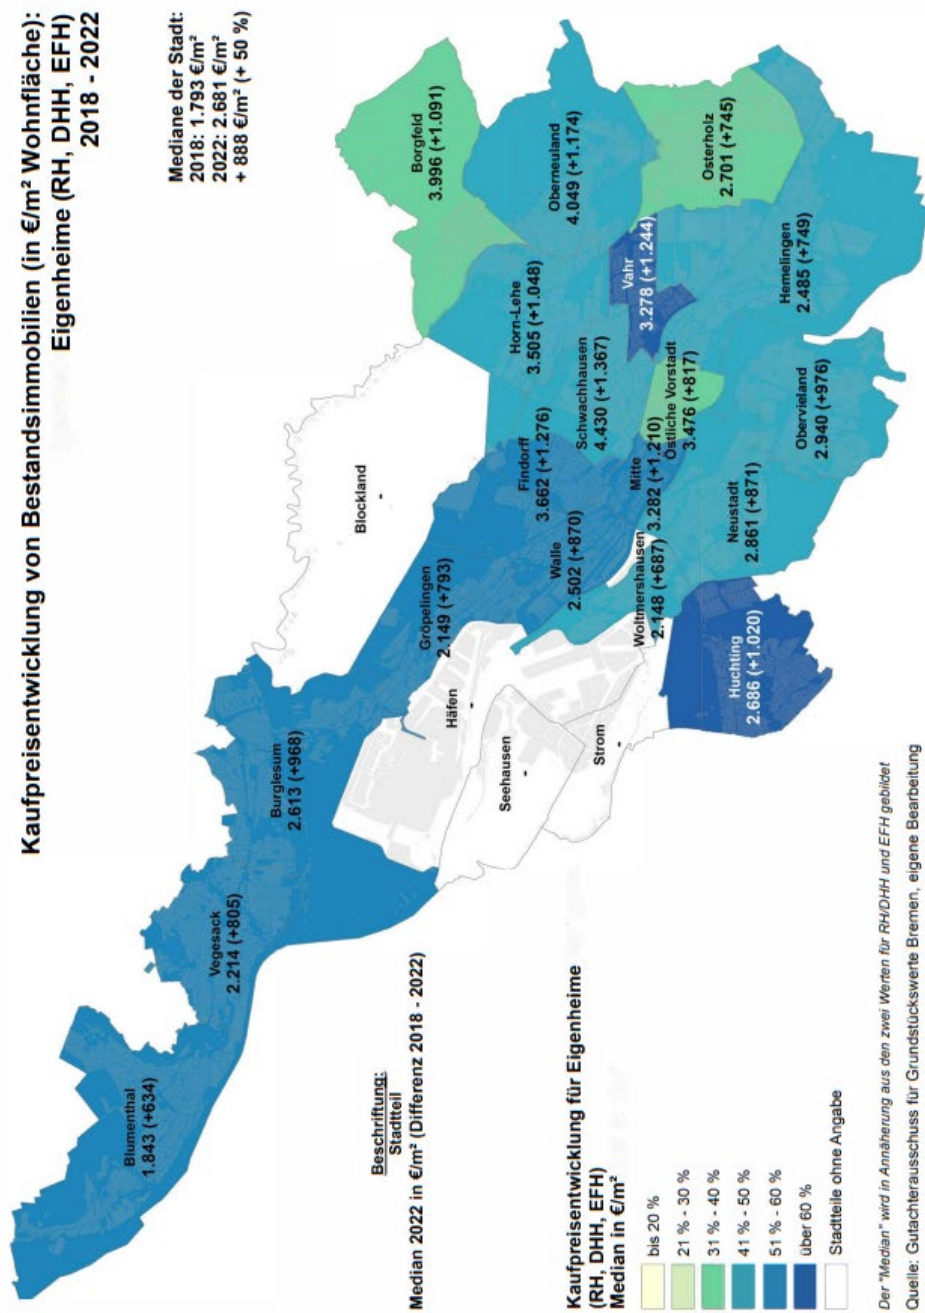 Kaufpreisentwicklung von Bestandsimmobilien (in €/m² Wohnfläche):
Eigenheime (RH, DHH, EFH)
2018 - 2022
Mediane der Stadt:
2018: 1.793 €/m²
2022: 2.681 €/m²
+ 888 €/m² (+ 50 %)
Blumenthal
1.843 (+634)
Vegesack
2.214 (+805)
Burglesum
2.613 (+968)
Gröpelingen
2.149 (+793)
Blockland
-
Häfen
-
Seehausen
-
Strom
-
Walle
2.502 (+870)
Findorff
3.662 (+1.276)
Horn-Lehe
3.505 (+1.048)
Borgfeld
3.996 (+1.091)
Oberneuland
4.049 (+1.174)
Schwachhausen
4.430 (+1.367)
Mitte
3.282 (+1.210)
Östliche Vorstadt
3.476 (+817)
Vahr
3.278 (+1.244)
Osterholz
2.701 (+745)
Hemelingen
2.485 (+749)
Woltmershausen
2.148 (+687)
Neustadt
2.861 (+871)
Obervieland
2.940 (+976)
Huchting
2.686 (+1.020)
Beschriftung:
Stadtteil
Median 2022 in €/m² (Differenz 2018 - 2022)
Kaufpreisentwicklung für Eigenheime
(RH, DHH, EFH)
Median in €/m²
bis 20 %
21 % - 30 %
31 % - 40 %
41 % - 50 %
51 % - 60 %
über 60 %
Stadtteile ohne Angabe
Der "Median" wird in Annäherung aus den zwei Werten für RH/DHH und EFH gebildet
Quelle: Gutachterausschuss für Grundstückswerte Bremen, eigene Bearbeitung